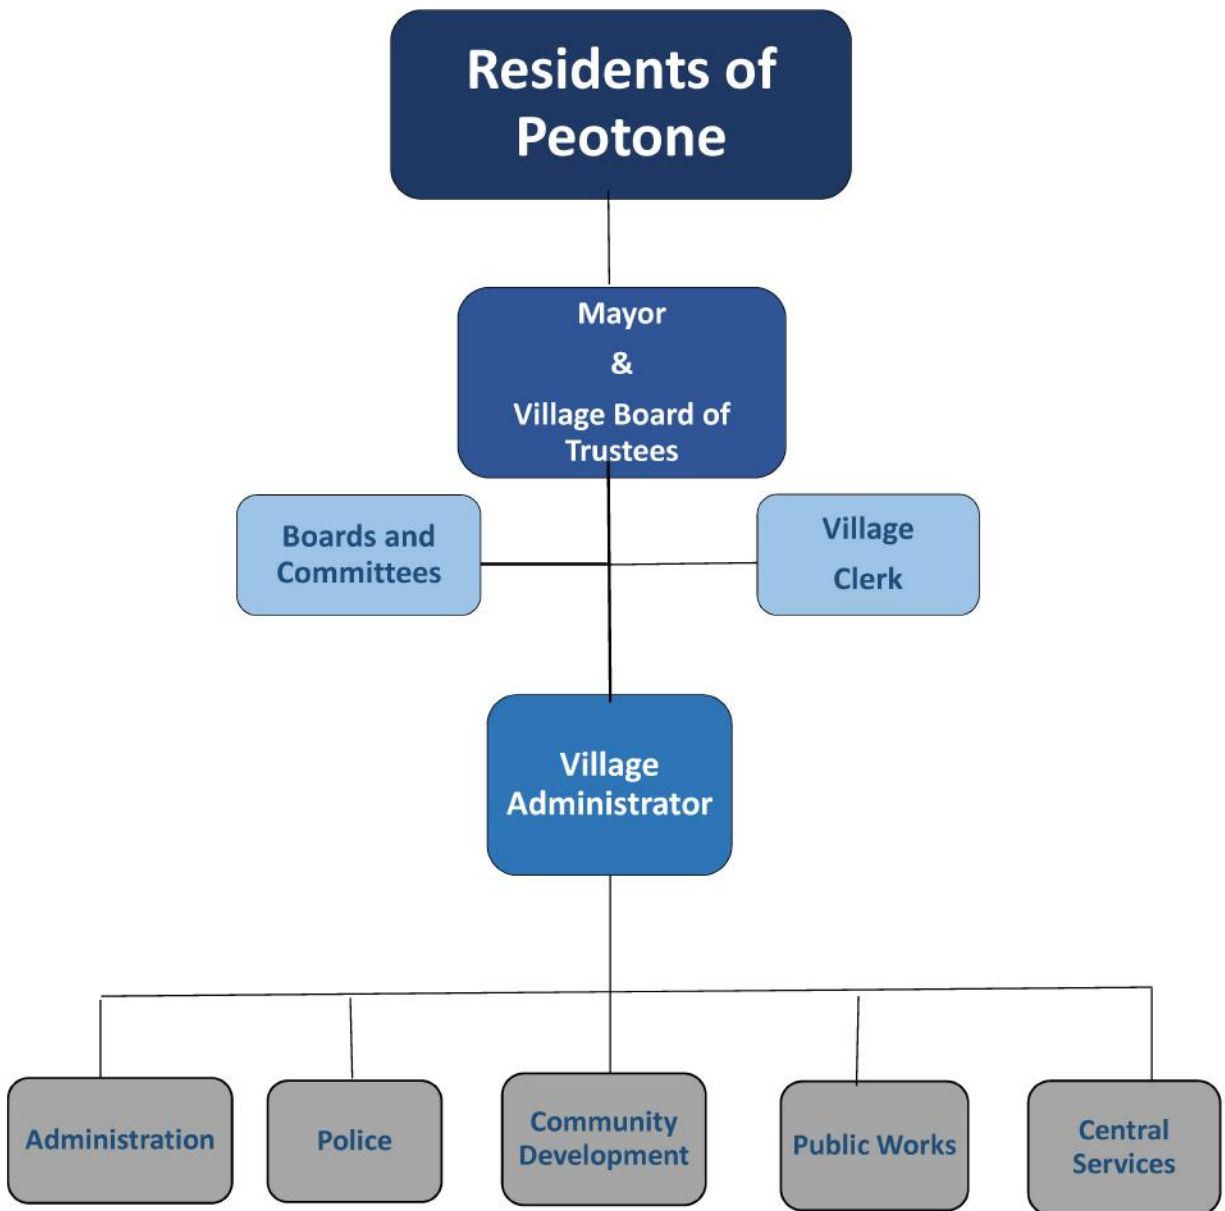 Residents of
Peotone
Mayor
&
Village Board of
Trustees
Boards and
Committees
Village
Clerk
Village
Administrator
Administration
Police
Community
Development
Public Works
Central
Services